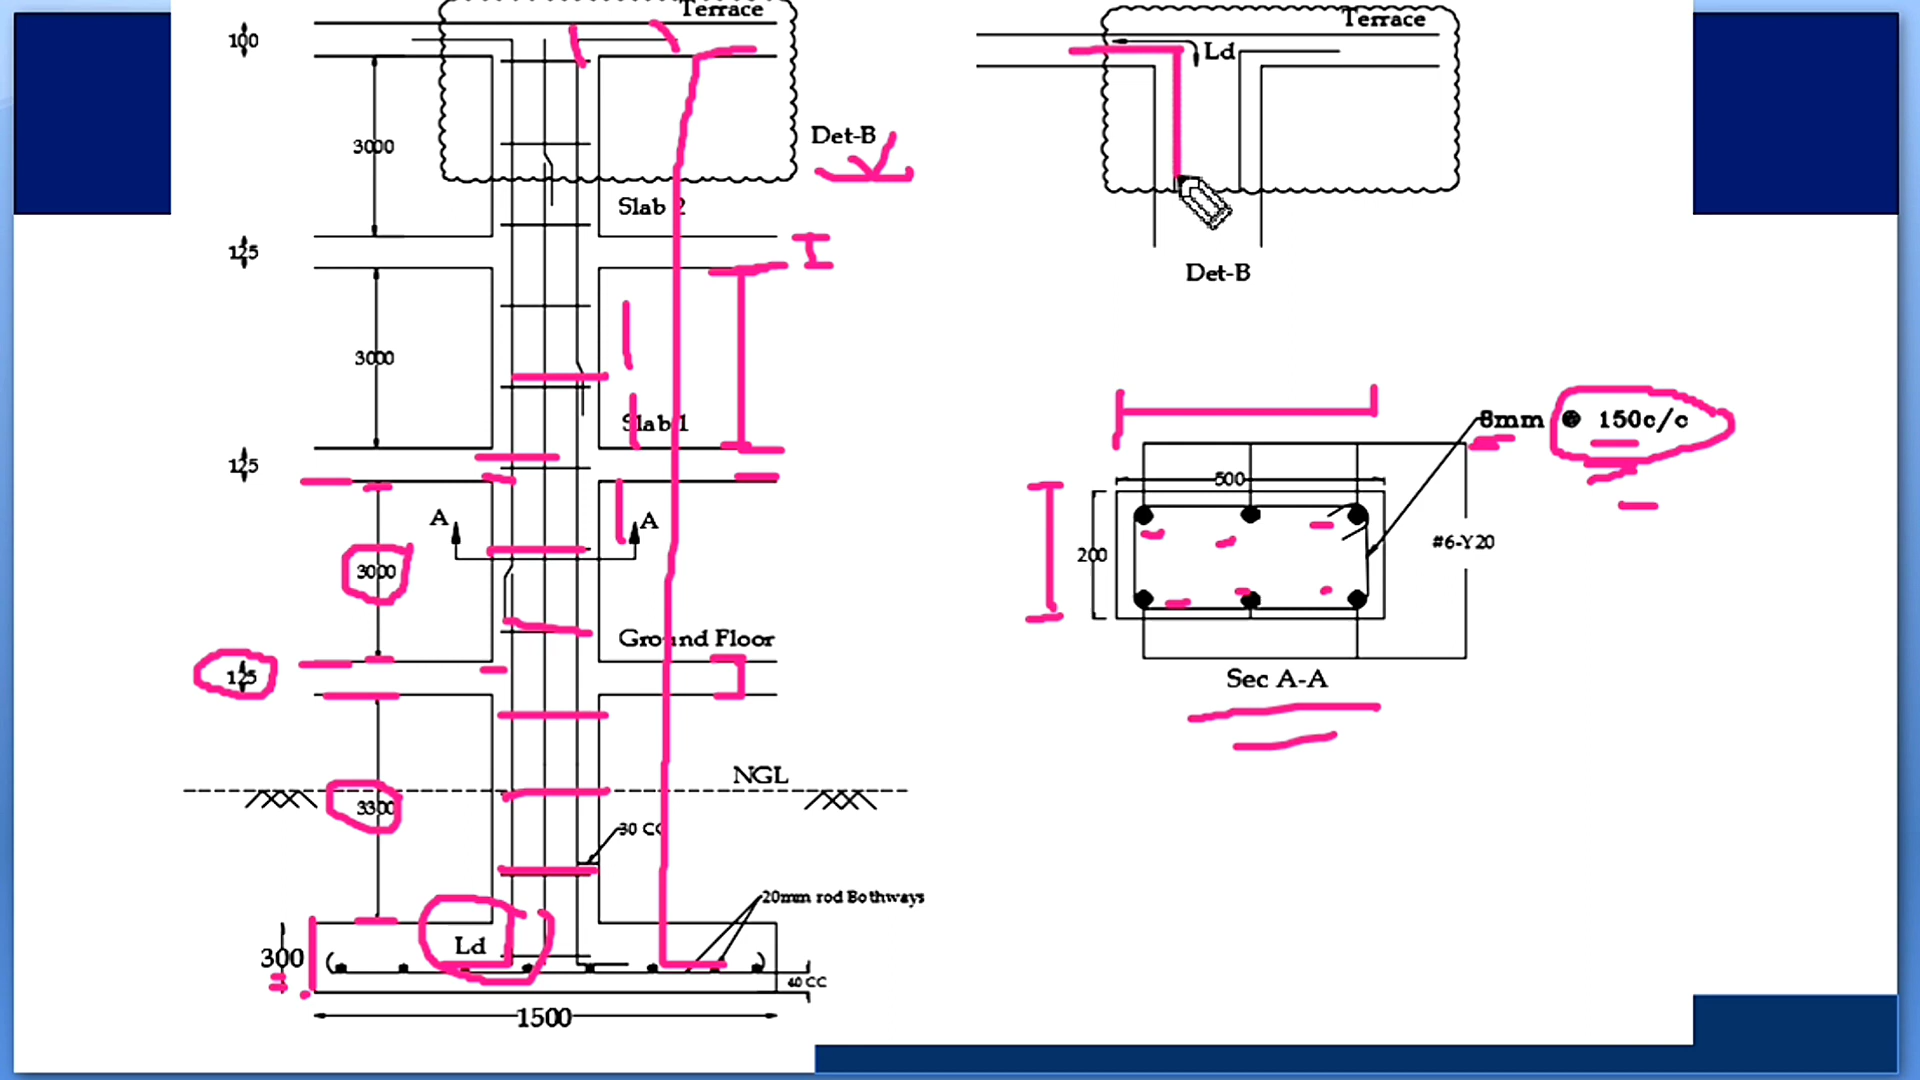 Terrace
100
3000
Det-B
Slab 2
125
3000
Slab 1
125
A
A
3000
Ground Floor
125
NGL
3300
30 CC
20mm rod Bothways
Ld
300
40 CC
1500
Terrace
Ld
Det-B
8mm @ 150c/c
500
200
#6-Y20
Sec A-A